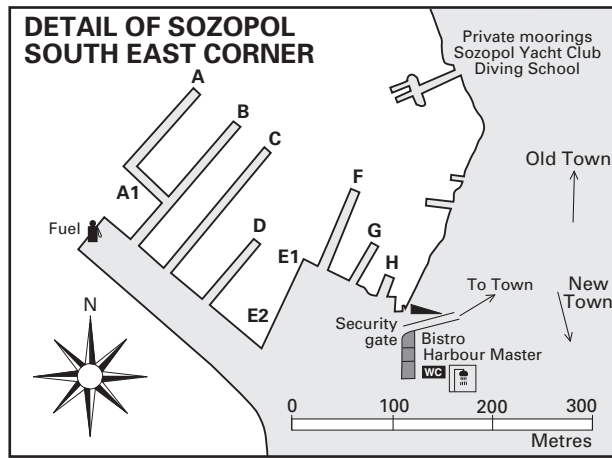 DETAIL OF SOZOPOL
SOUTH EAST CORNER
Private moorings
Sozopol Yacht Club
Diving School
A
B
C
A1
F
D
G
E1
H
E2
Fuel
N
Old Town
New
Town
To Town
Security
gate
Bistro
Harbour Master
WC
0
100
200
300
Metres